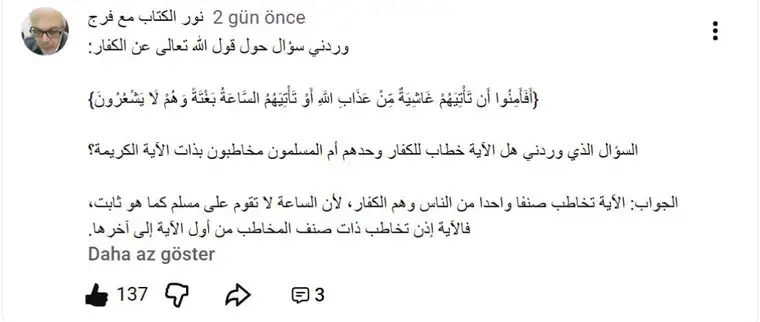 نور الكتاب مع فرج 2 gün önce
وردني سؤال حول قول الله تعالى عن الكفار:
{أَفَأَمِنُوا أَن تَأْتِيَهُمْ غَاشِيَةٌ مِّنْ عَذَابِ اللَّهِ أَوْ تَأْتِيَهُمُ السَّاعَةُ بَغْتَةً وَهُمْ لَا يَشْعُرُونَ}
السؤال الذي وردني هل الآية خطاب للكفار وحدهم أم المسلمون مخاطبون بذات الآية الكريمة؟
الجواب: الآية تخاطب صنفا واحدا من الناس وهم الكفار، لأن الساعة لا تقوم على مسلم كما هو ثابت،
فالآية إذن تخاطب ذات صنف المخاطب من أول الآية إلى آخرها.
Daha az göster
137 3